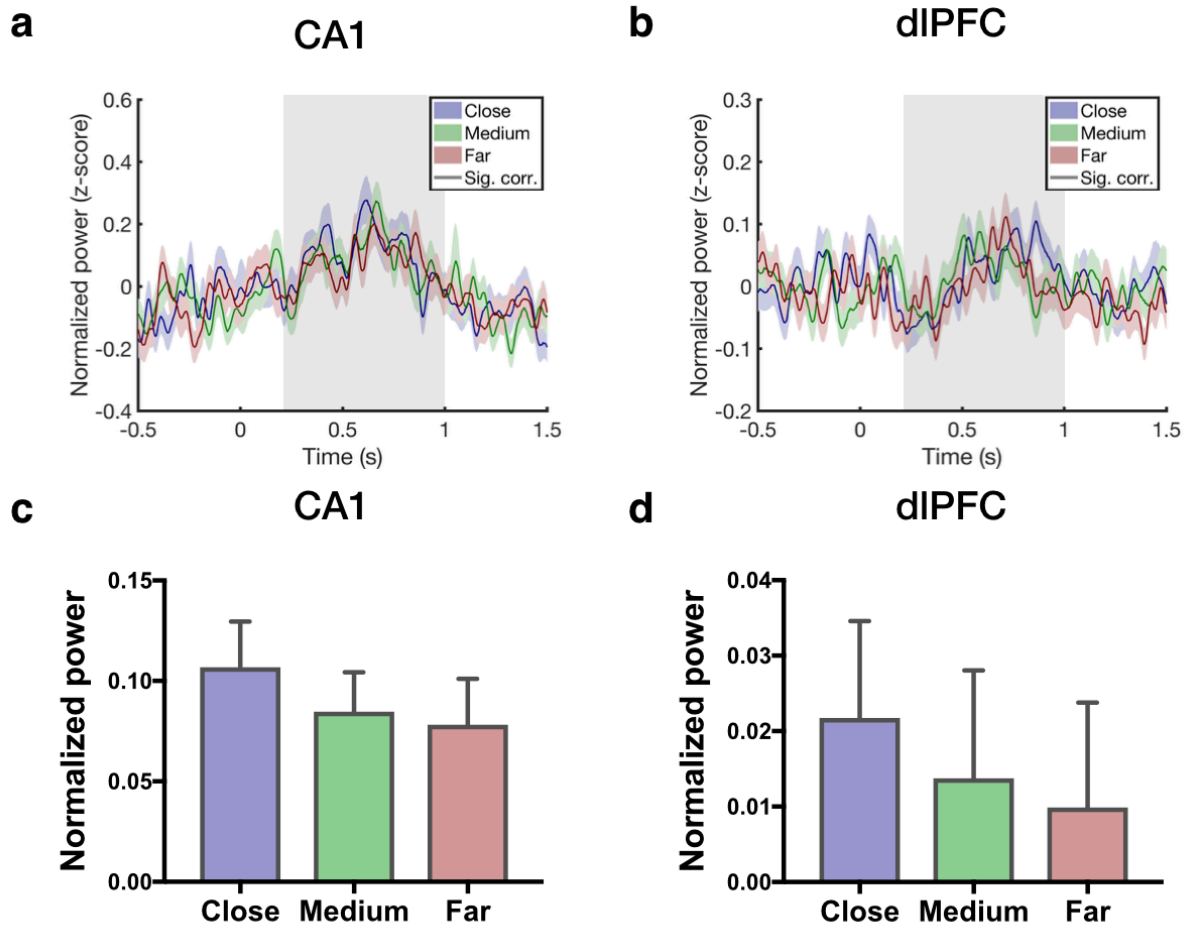 a
CA1
b
dlPFC
Normalized power (z-score)
0.6
0.4
0.2
0
-0.2
-0.4
-0.5
0
0.5
1
1.5
Time (s)
Close
Medium
Far
Sig. corr.
Normalized power (z-score)
0.3
0.2
0.1
0
-0.1
-0.2
-0.5
0
0.5
1
1.5
Time (s)
Close
Medium
Far
Sig. corr.
c
CA1
d
dlPFC
Normalized power
0.15
0.10
0.05
0.00
Close Medium Far
Normalized power
0.04
0.03
0.02
0.01
0.00
Close Medium Far